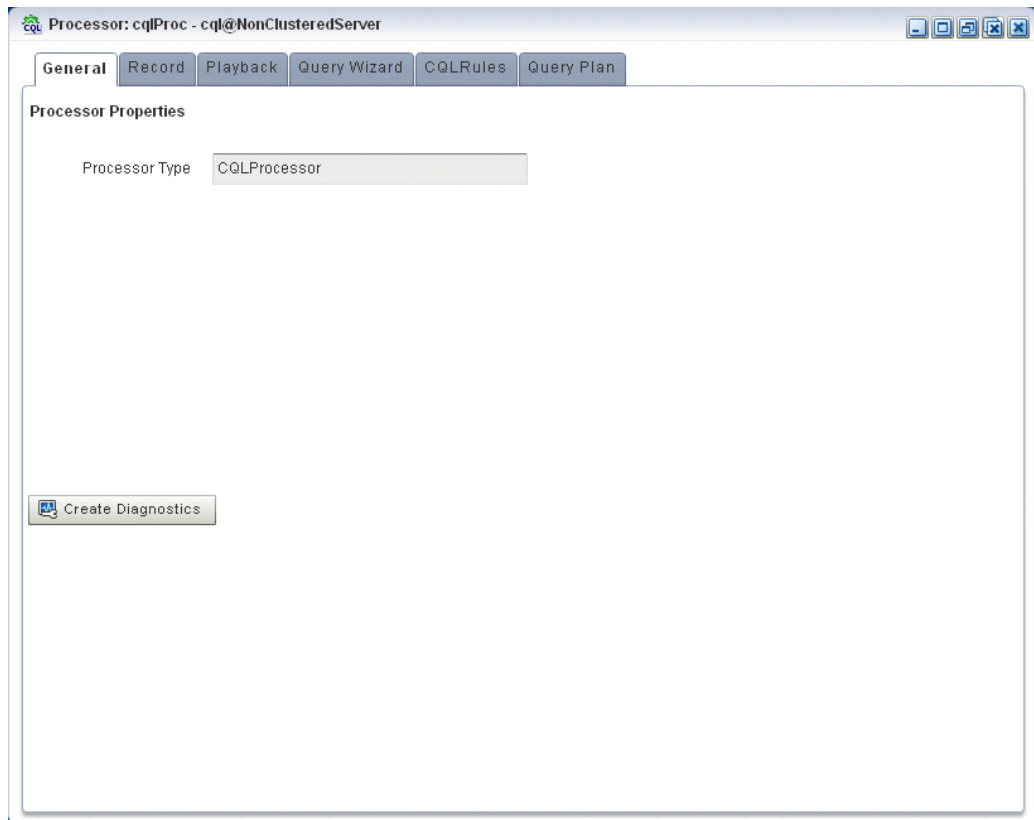 CQL Processor: cqlProc - cql@NonClusteredServer
General Record Playback Query Wizard CQLRules Query Plan
Processor Properties
Processor Type CQLProcessor
Create Diagnostics